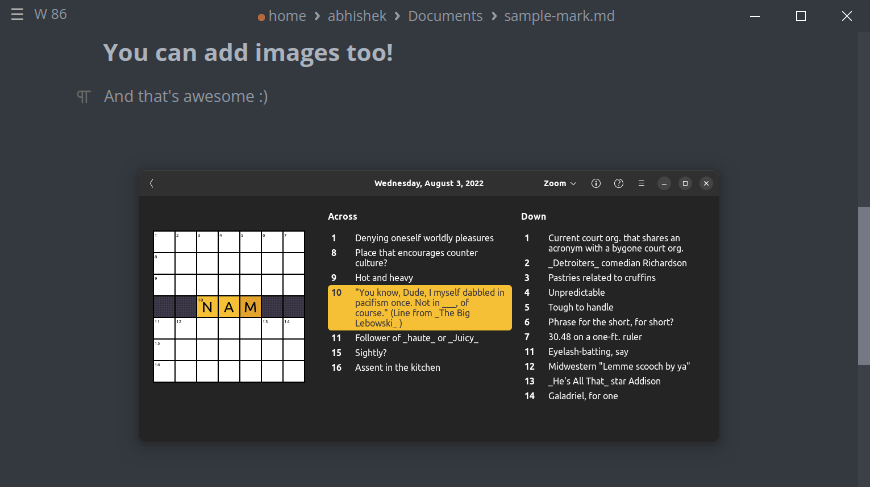 ☰ W 86 home > abhishek > Documents > sample-mark.md
You can add images too!
¶ And that's awesome :)
Wednesday, August 3, 2022 Zoom
Across
1 Denying oneself worldly pleasures
8 Place that encourages counter
culture?
9 Hot and heavy
10 "You know, Dude, I myself dabbled in
pacifism once. Not in ___, of
course." (Line from _The Big
Lebowski_ )
11 Follower of _haute_ or _Juicy_
15 Sightly?
16 Assent in the kitchen
Down
1 Current court org. that shares an
acronym with a bygone court org.
2 _Detroiters_ comedian Richardson
3 Pastries related to cruffins
4 Unpredictable
5 Tough to handle
6 Phrase for the short, for short?
7 30.48 on a one-ft. ruler
11 Eyelash-batting, say
12 Midwestern "Lemme scooch by ya"
13 _He's All That_ star Addison
14 Galadriel, for one
1 2 3 4 5 6 7
8
9
10 N A M
11 12 13 14
15
16